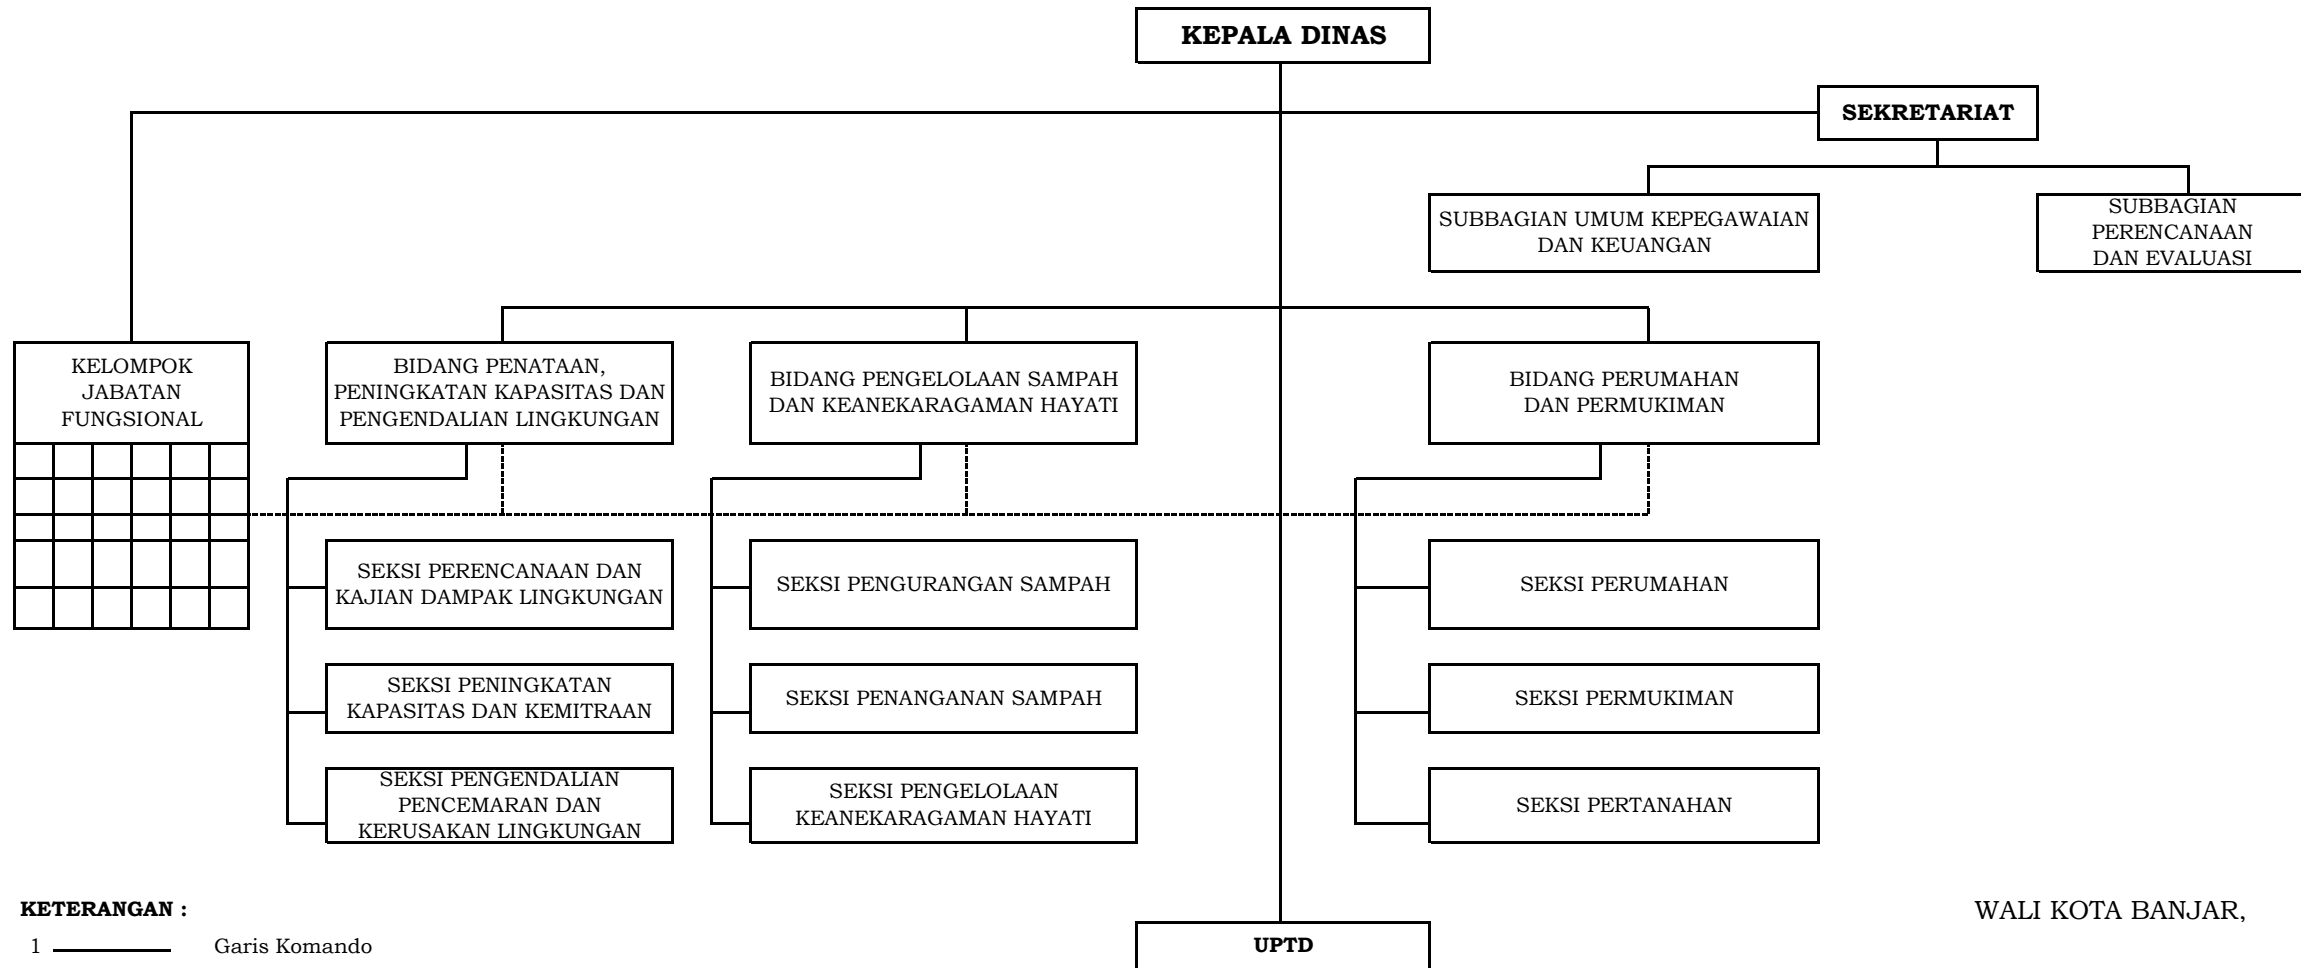 KEPALA DINAS
SEKRETARIAT
SUBBAGIAN UMUM KEPEGAWAIAN
DAN KEUANGAN
SUBBAGIAN
PERENCANAAN
DAN EVALUASI
KELOMPOK
JABATAN
FUNGSIONAL
BIDANG PENATAAN,
PENINGKATAN KAPASITAS DAN
PENGENDALIAN LINGKUNGAN
BIDANG PENGELOLAAN SAMPAH
DAN KEANEKARAGAMAN HAYATI
BIDANG PERUMAHAN
DAN PERMUKIMAN
SEKSI PERENCANAAN DAN
KAJIAN DAMPAK LINGKUNGAN
SEKSI PENGURANGAN SAMPAH
SEKSI PERUMAHAN
SEKSI PENINGKATAN
KAPASITAS DAN KEMITRAAN
SEKSI PENANGANAN SAMPAH
SEKSI PERMUKIMAN
SEKSI PENGENDALIAN
PENCEMARAN DAN
KERUSAKAN LINGKUNGAN
SEKSI PENGELOLAAN
KEANEKARAGAMAN HAYATI
SEKSI PERTANAHAN
KETERANGAN :
1 Garis Komando
UPTD
WALI KOTA BANJAR,